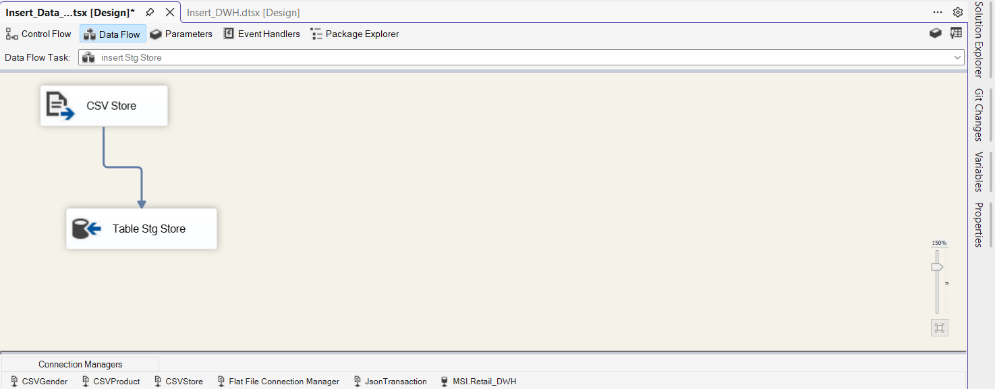 Insert_Data_...tsx [Design]* Insert_DWH.dtsx [Design]
Control Flow Data Flow Parameters Event Handlers Package Explorer
Data Flow Task: insert Stg Store
CSV Store
Table Stg Store
150%
Connection Managers
CSVGender CSVProduct CSVStore Flat File Connection Manager JsonTransaction MSI.Retail_DWH
Solution Explorer
Git Changes
Variables
Properties